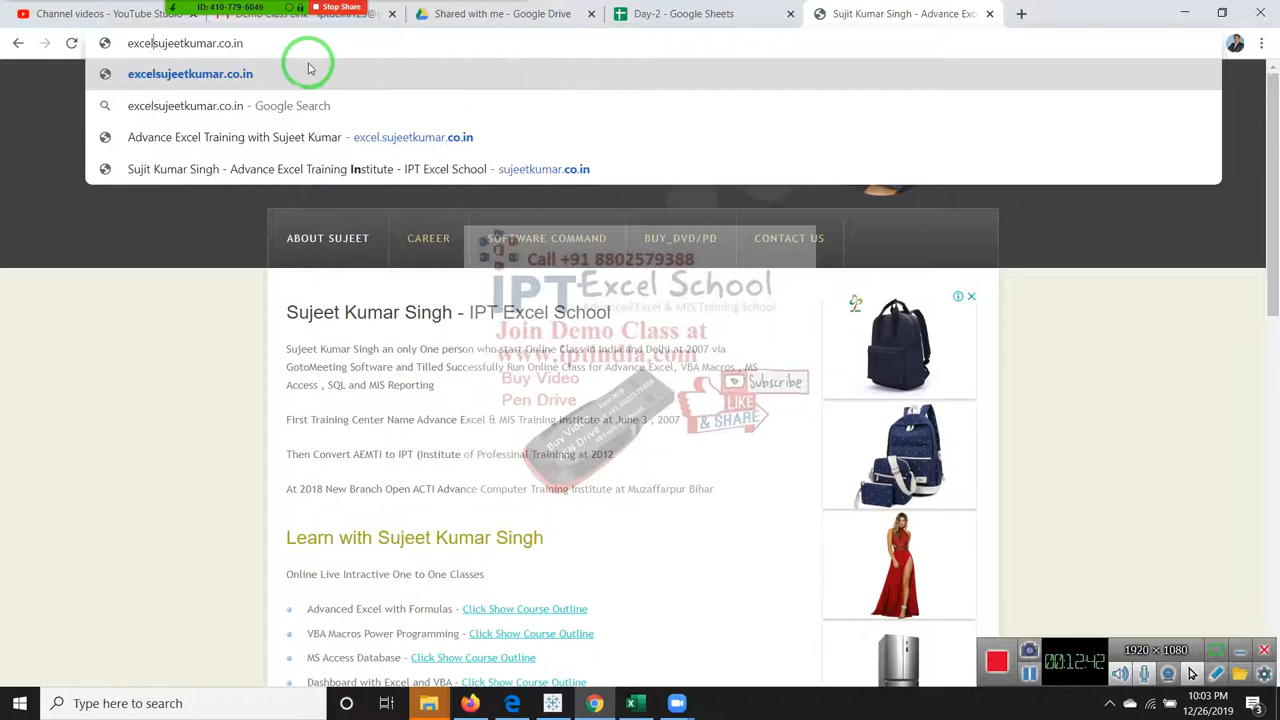 ID: 410-779-6046
Stop Share
Shared with me - Google Drive
Day-2 - Google Sheets
Sujit Kumar Singh - Advance Exc
excelsujeetkumar.co.in
excelsujeetkumar.co.in
excelsujeetkumar.co.in - Google Search
Advance Excel Training with Sujeet Kumar - excel.sujeetkumar.co.in
Sujit Kumar Singh - Advance Excel Training Institute - IPT Excel School - sujeetkumar.co.in
ABOUT SUJEET
CAREER
SOFTWARE COMMAND
BUY_DVD/PD
CONTACT US
Call +91 8802579388
IPT Excel School
Advanced Excel & MIS Training School
Join Demo Class at
www.iptindia.com
Buy Video
Pen Drive
Subscribe
LIKE
& SHARE
Sujeet Kumar Singh - IPT Excel School
Sujeet Kumar Singh an only One person who start Online Class in India and Delhi at 2007 via
GotoMeeting Software and Tilled Successfully Run Online Class for Advance Excel, VBA Macros , MS
Access , SQL and MIS Reporting
First Training Center Name Advance Excel & MIS Training Institute at June 3 , 2007
Then Convert AEMTI to IPT (Institute of Professinal Traininag at 2012
At 2018 New Branch Open ACTI Advance Computer Training Institute at Muzaffarpur Bihar
Learn with Sujeet Kumar Singh
Online Live Intractive One to One Classes
Advanced Excel with Formulas - Click Show Course Outline
VBA Macros Power Programming - Click Show Course Outline
MS Access Database - Click Show Course Outline
Dashboard with Excel and VBA - Click Show Course Outline
00:12:42
1920 × 1080
Type here to search
10:03 PM
12/26/2019
3